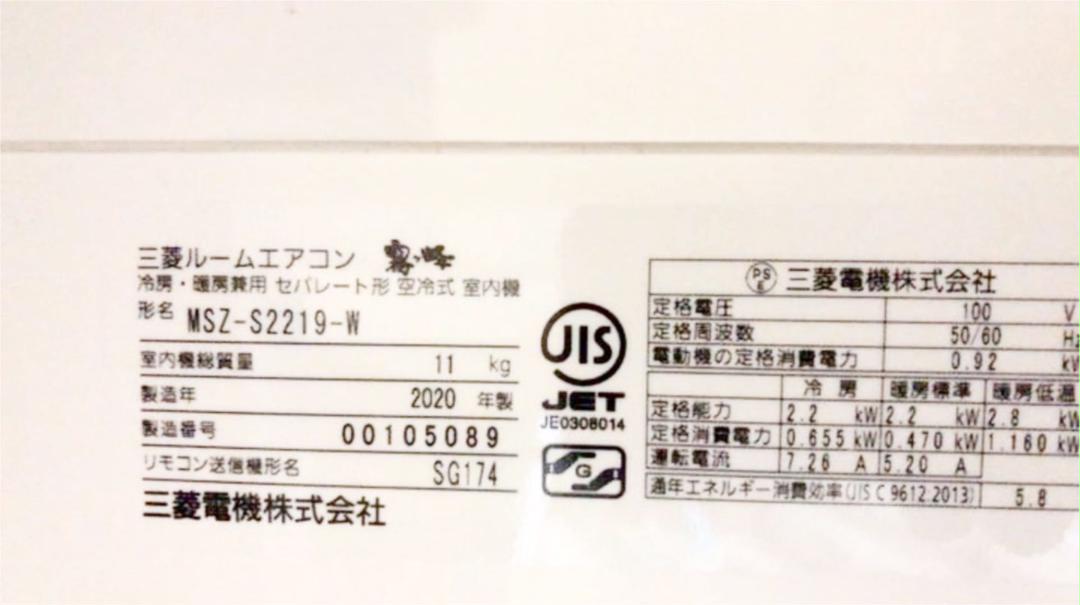 三菱ルームエアコン 霧ヶ峰
冷房・暖房兼用 セパレート形 空冷式 室内機
形名 MSZ-S2219-W
室内機総質量 11 kg
製造年 2020 年製
製造番号 00105089
リモコン送信機形名 SG174
三菱電機株式会社
JIS
JET
JE0308014
G
PS E 三菱電機株式会社
定格電圧 100 V
定格周波数 50/60 Hz
電動機の定格消費電力 0.92 kW
冷房 暖房標準 暖房低温
定格能力 2.2 kW 2.2 kW 2.8 kW
定格消費電力 0.655 kW 0.470 kW 1.160 kW
運転電流 7.26 A 5.20 A
通年エネルギー消費効率(JIS C 9612:2013) 5.8